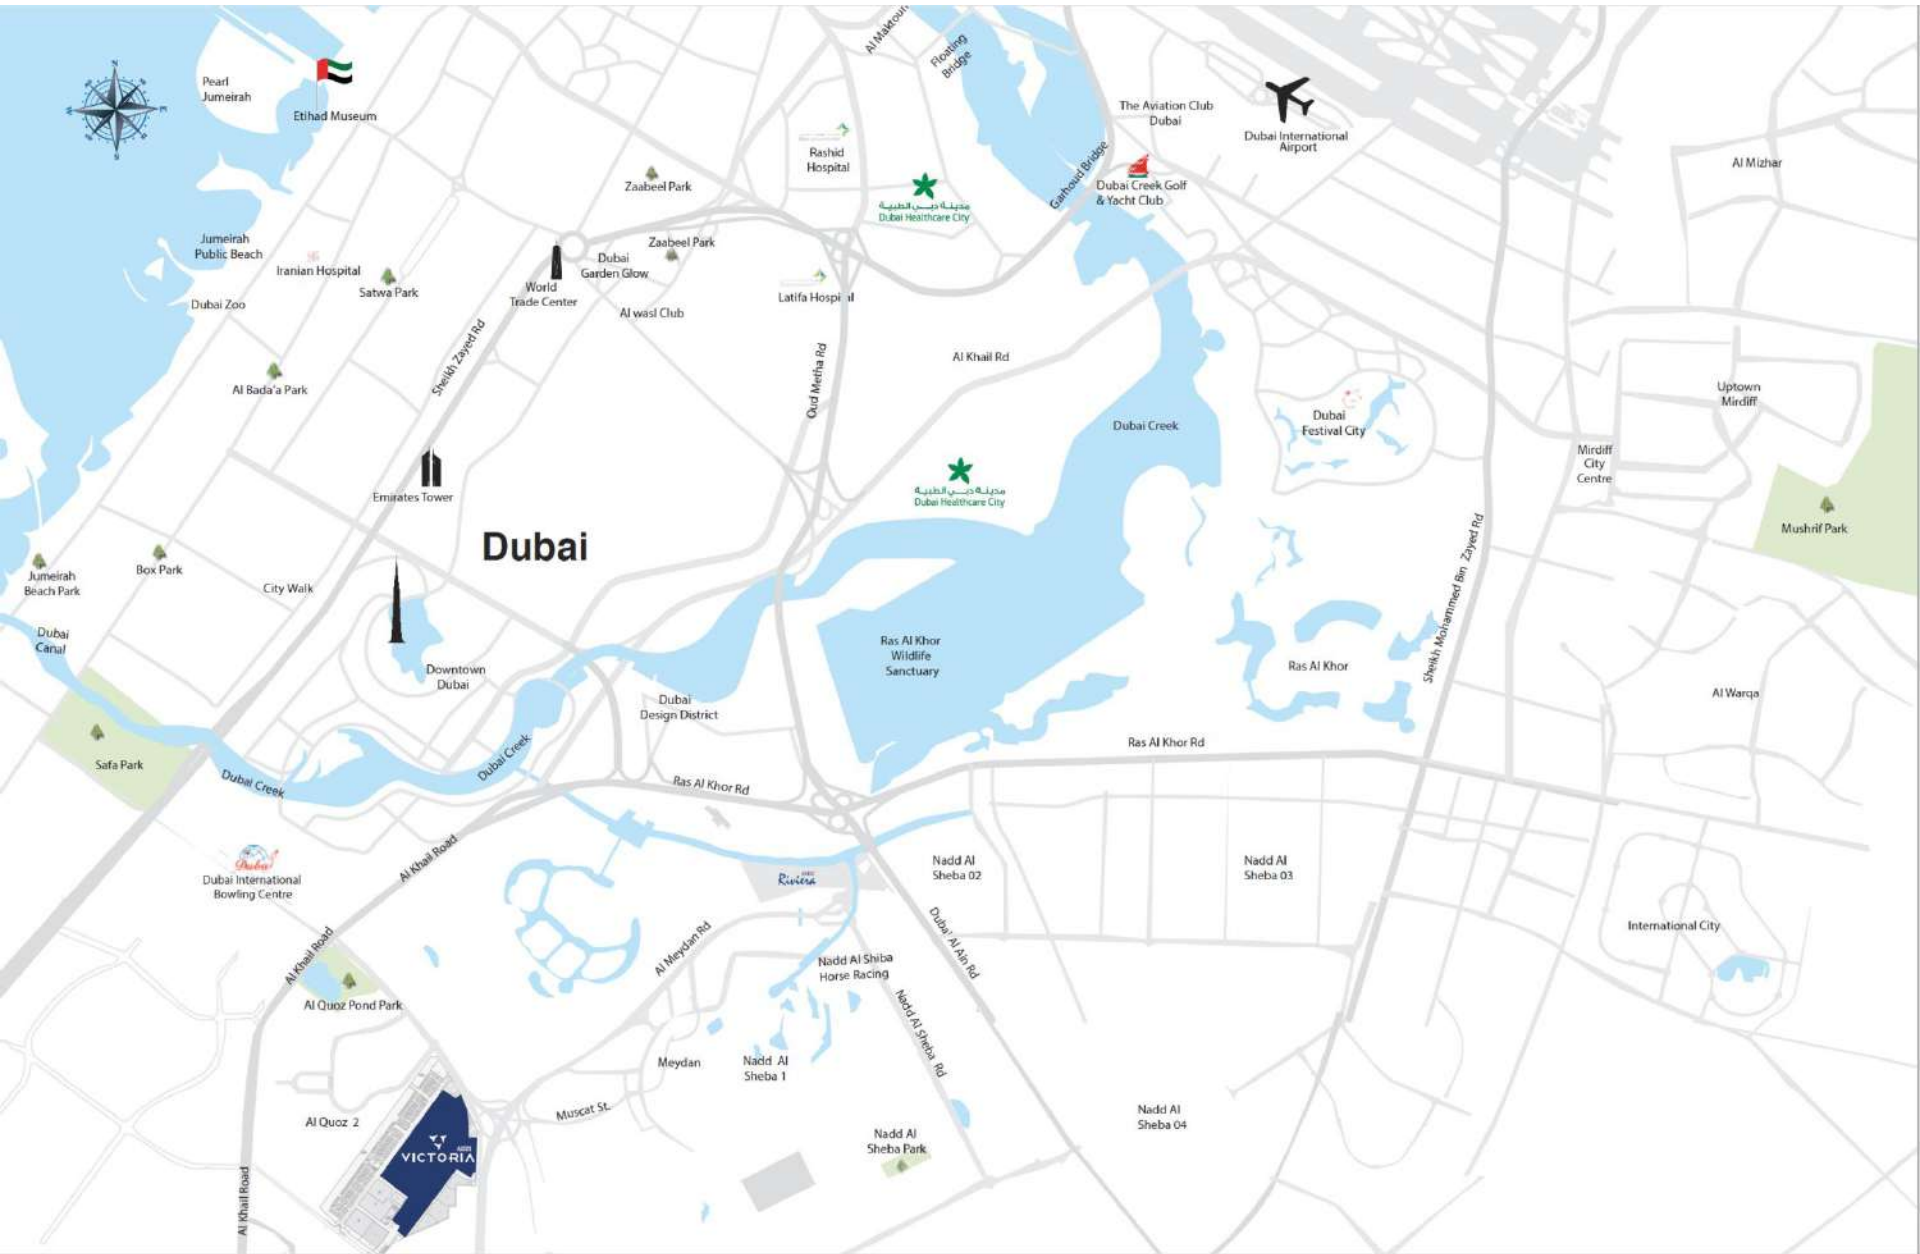 Al Maktoum
Floating
Bridge
Pearl
Jumeirah
Etihad Museum
The Aviation Club
Dubai
Dubai International
Airport
Rashid
Hospital
Al Mizhar
Zaabeel Park
Garhoud Bridge
Dubai Creek Golf
& Yacht Club
مدينة دبي الطبية
Dubai Healthcare City
Jumeirah
Public Beach
Iranian Hospital
Satwa Park
Zaabeel Park
Dubai
Garden Glow
World
Trade Center
Latifa Hospital
Dubai Zoo
Al wasl Club
Sheikh Zayed Rd
Oud Metha Rd
Al Khail Rd
Al Bada'a Park
Uptown
Mirdiff
Dubai Creek
Dubai
Festival City
Mirdiff
City
Centre
Emirates Tower
مدينة دبي الطبية
Dubai Healthcare City
Mushrif Park
Dubai
Jumeirah
Beach Park
Box Park
City Walk
Sheikh Mohammed Bin Zayed Rd
Dubai
Canal
Ras Al Khor
Wildlife
Sanctuary
Downtown
Dubai
Ras Al Khor
Dubai
Design District
Al Warqa
Ras Al Khor Rd
Safa Park
Dubai Creek
Dubai Creek
Ras Al Khor Rd
Al Khail Road
Dubai
Dubai International
Bowling Centre
Riviera
Nadd Al
Sheba 02
Nadd Al
Sheba 03
International City
Al Khail Road
Al Meydan Rd
Duba' Al Ain Rd
Nadd Al Shiba
Horse Racing
Al Quoz Pond Park
Nadd Al Sheba Rd
Meydan
Nadd Al
Sheba 1
Muscat St.
Al Quoz 2
Nadd Al
Sheba 04
Nadd Al
Sheba Park
AZIZI
VICTORIA
Al Khail Road